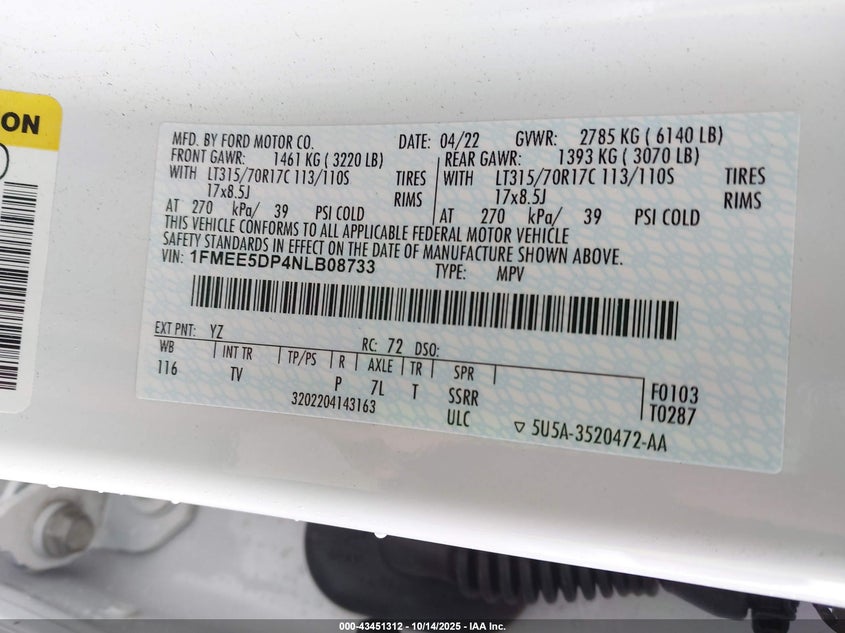 ON
MFD. BY FORD MOTOR CO. DATE: 04/22 GVWR: 2785 KG ( 6140 LB)
FRONT GAWR: 1461 KG ( 3220 LB) REAR GAWR: 1393 KG ( 3070 LB)
WITH LT315/70R17C 113/110S TIRES WITH LT315/70R17C 113/110S TIRES
17x8.5J RIMS 17x8.5J RIMS
AT 270 kPa/ 39 PSI COLD AT 270 kPa/ 39 PSI COLD
THIS VEHICLE CONFORMS TO ALL APPLICABLE FEDERAL MOTOR VEHICLE
SAFETY STANDARDS IN EFFECT ON THE DATE OF MANUFACTURE SHOWN ABOVE.
VIN: 1FMEE5DP4NLB08733 TYPE: MPV
EXT PNT: YZ RC: 72 DSO:
WB INT TR TP/PS R AXLE TR SPR
116 TV P 7L T SSRR F0103
3202204143163 ULC T0287
▽ 5U5A-3520472-AA
000-43451312 - 10/14/2025 - IAA Inc.